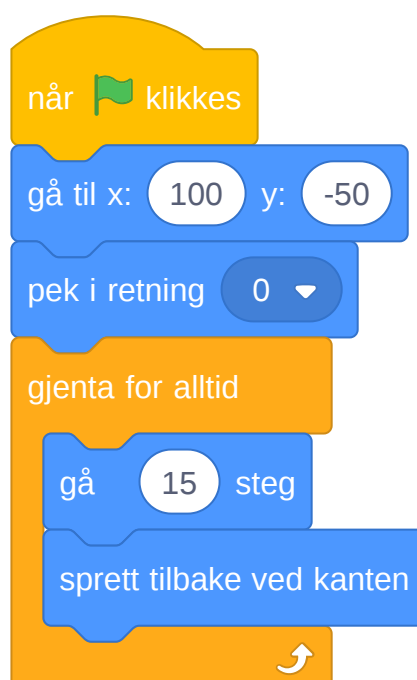 når klikkes
gå til x: 100 y: -50
pek i retning 0
gjenta for alltid
gå 15 steg
sprett tilbake ved kanten